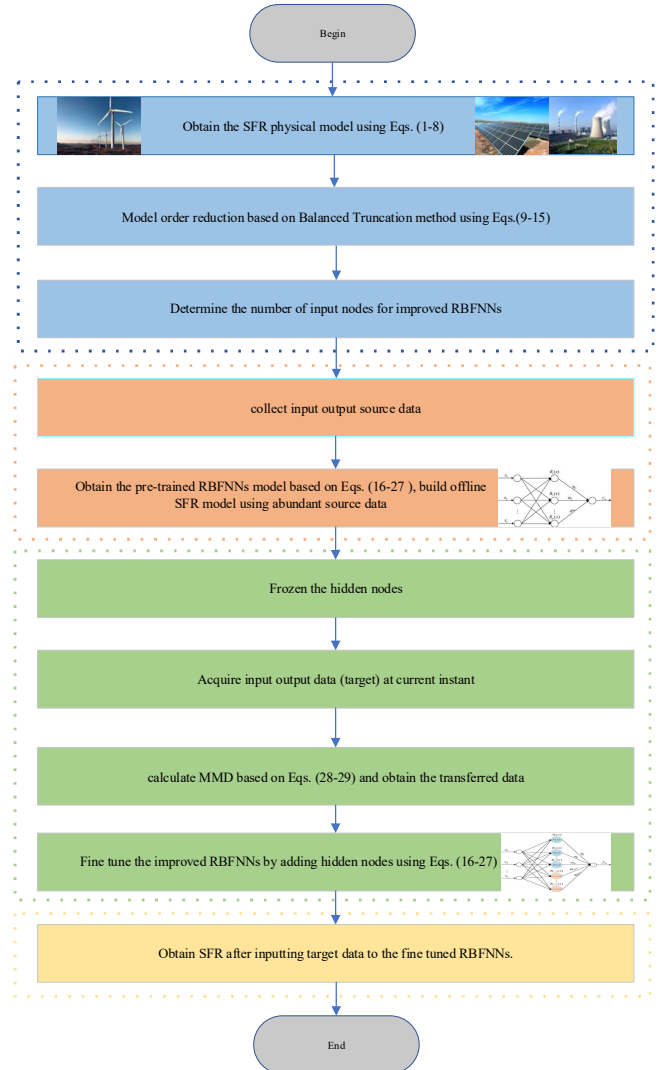 Begin
Obtain the SFR physical model using Eqs. (1-8)
Model order reduction based on Balanced Truncation method using Eqs.(9-15)
Determine the number of input nodes for improved RBFNNs
collect input output source data
Obtain the pre-trained RBFNNs model based on Eqs. (16-27 ), build offline
SFR model using abundant source data
Frozen the hidden nodes
Acquire input output data (target) at current instant
calculate MMD based on Eqs. (28-29) and obtain the transferred data
Fine tune the improved RBFNNs by adding hidden nodes using Eqs. (16-27)
Obtain SFR after inputting target data to the fine tuned RBFNNs.
End